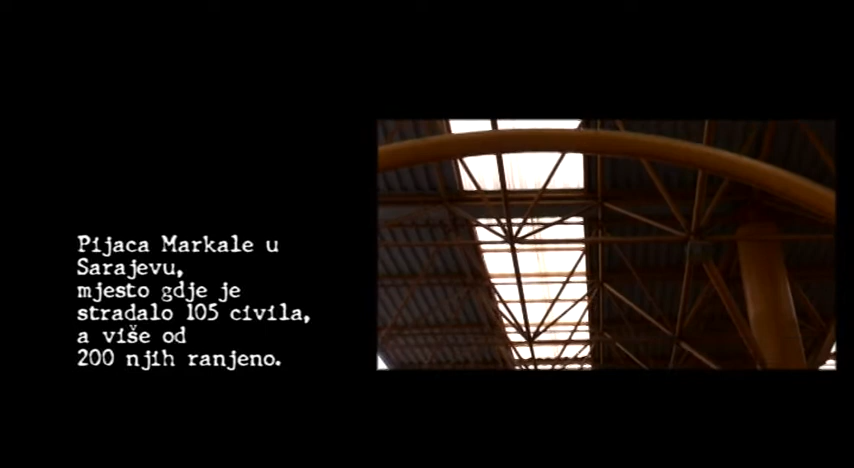 Pijaca Markale u
Sarajevu,
mjesto gdje je
stradalo 105 civila,
a više od
200 njih ranjeno.